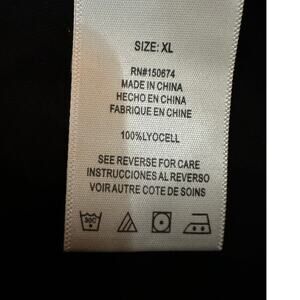 SIZE: XL
RN#150674
MADE IN CHINA
HECHO EN CHINA
FABRIQUE EN CHINE
100%LYOCELL
SEE REVERSE FOR CARE
INSTRUCCIONES AL REVERSO
VOIR AUTRE COTE DE SOINS
30C